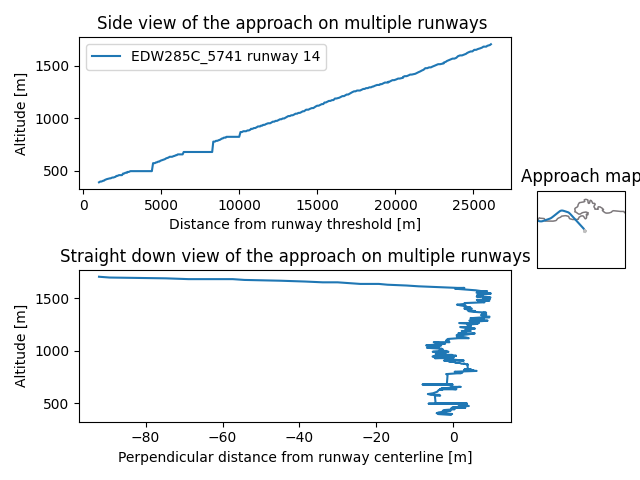 Side view of the approach on multiple runways
EDW285C_5741 runway 14
Altitude [m]
1500
1000
500
0
5000
10000
15000
20000
25000
Distance from runway threshold [m]
Approach map
Straight down view of the approach on multiple runways
Altitude [m]
1500
1000
500
−80
−60
−40
−20
0
Perpendicular distance from runway centerline [m]